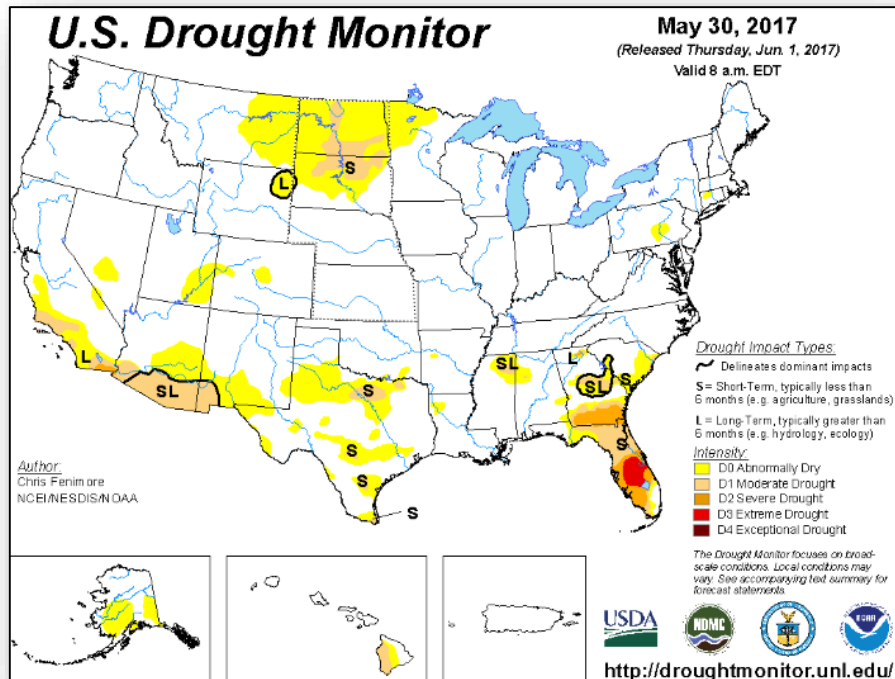 U.S. Drought Monitor
May 30, 2017
(Released Thursday, Jun. 1, 2017)
Valid 8 a.m. EDT
S
L
L
SL
S
S
S
S
SL
L
SL
S
S
Drought Impact Types:
Delineates dominant impacts
S = Short-Term, typically less than
6 months (e.g. agriculture, grasslands)
L = Long-Term, typically greater than
6 months (e.g. hydrology, ecology)
Intensity:
D0 Abnormally Dry
D1 Moderate Drought
D2 Severe Drought
D3 Extreme Drought
D4 Exceptional Drought
Author:
Chris Fenimore
NCEI/NESDIS/NOAA
The Drought Monitor focuses on broad-
scale conditions. Local conditions may
vary. See accompanying text summary for
forecast statements.
USDA
NDMC
NOAA
http://droughtmonitor.unl.edu/